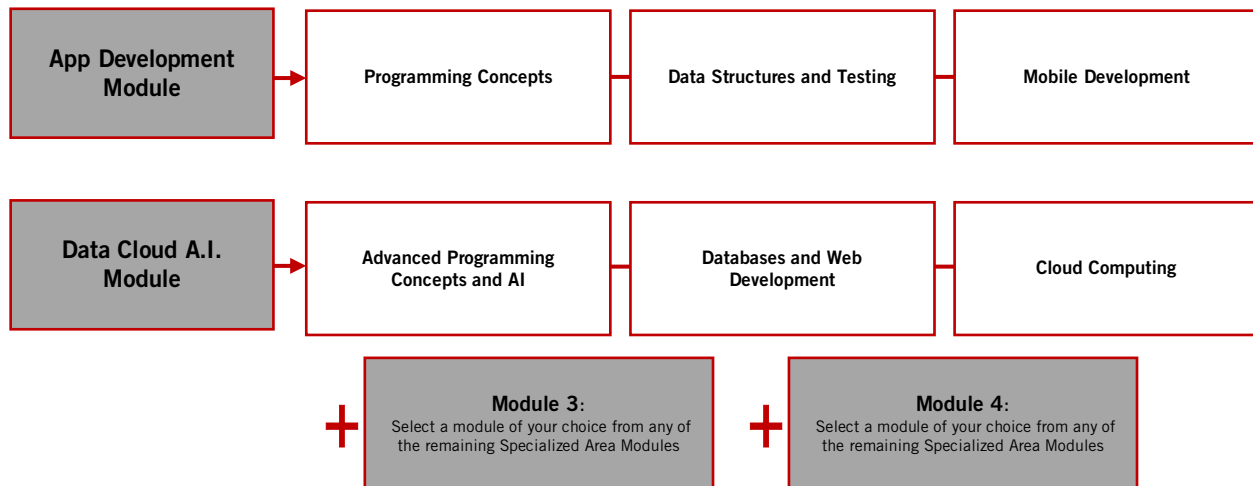 App Development
Module
Programming Concepts
Data Structures and Testing
Mobile Development
Data Cloud A.I.
Module
Advanced Programming
Concepts and AI
Databases and Web
Development
Cloud Computing
+
Module 3:
Select a module of your choice from any of
the remaining Specialized Area Modules
+
Module 4:
Select a module of your choice from any of
the remaining Specialized Area Modules